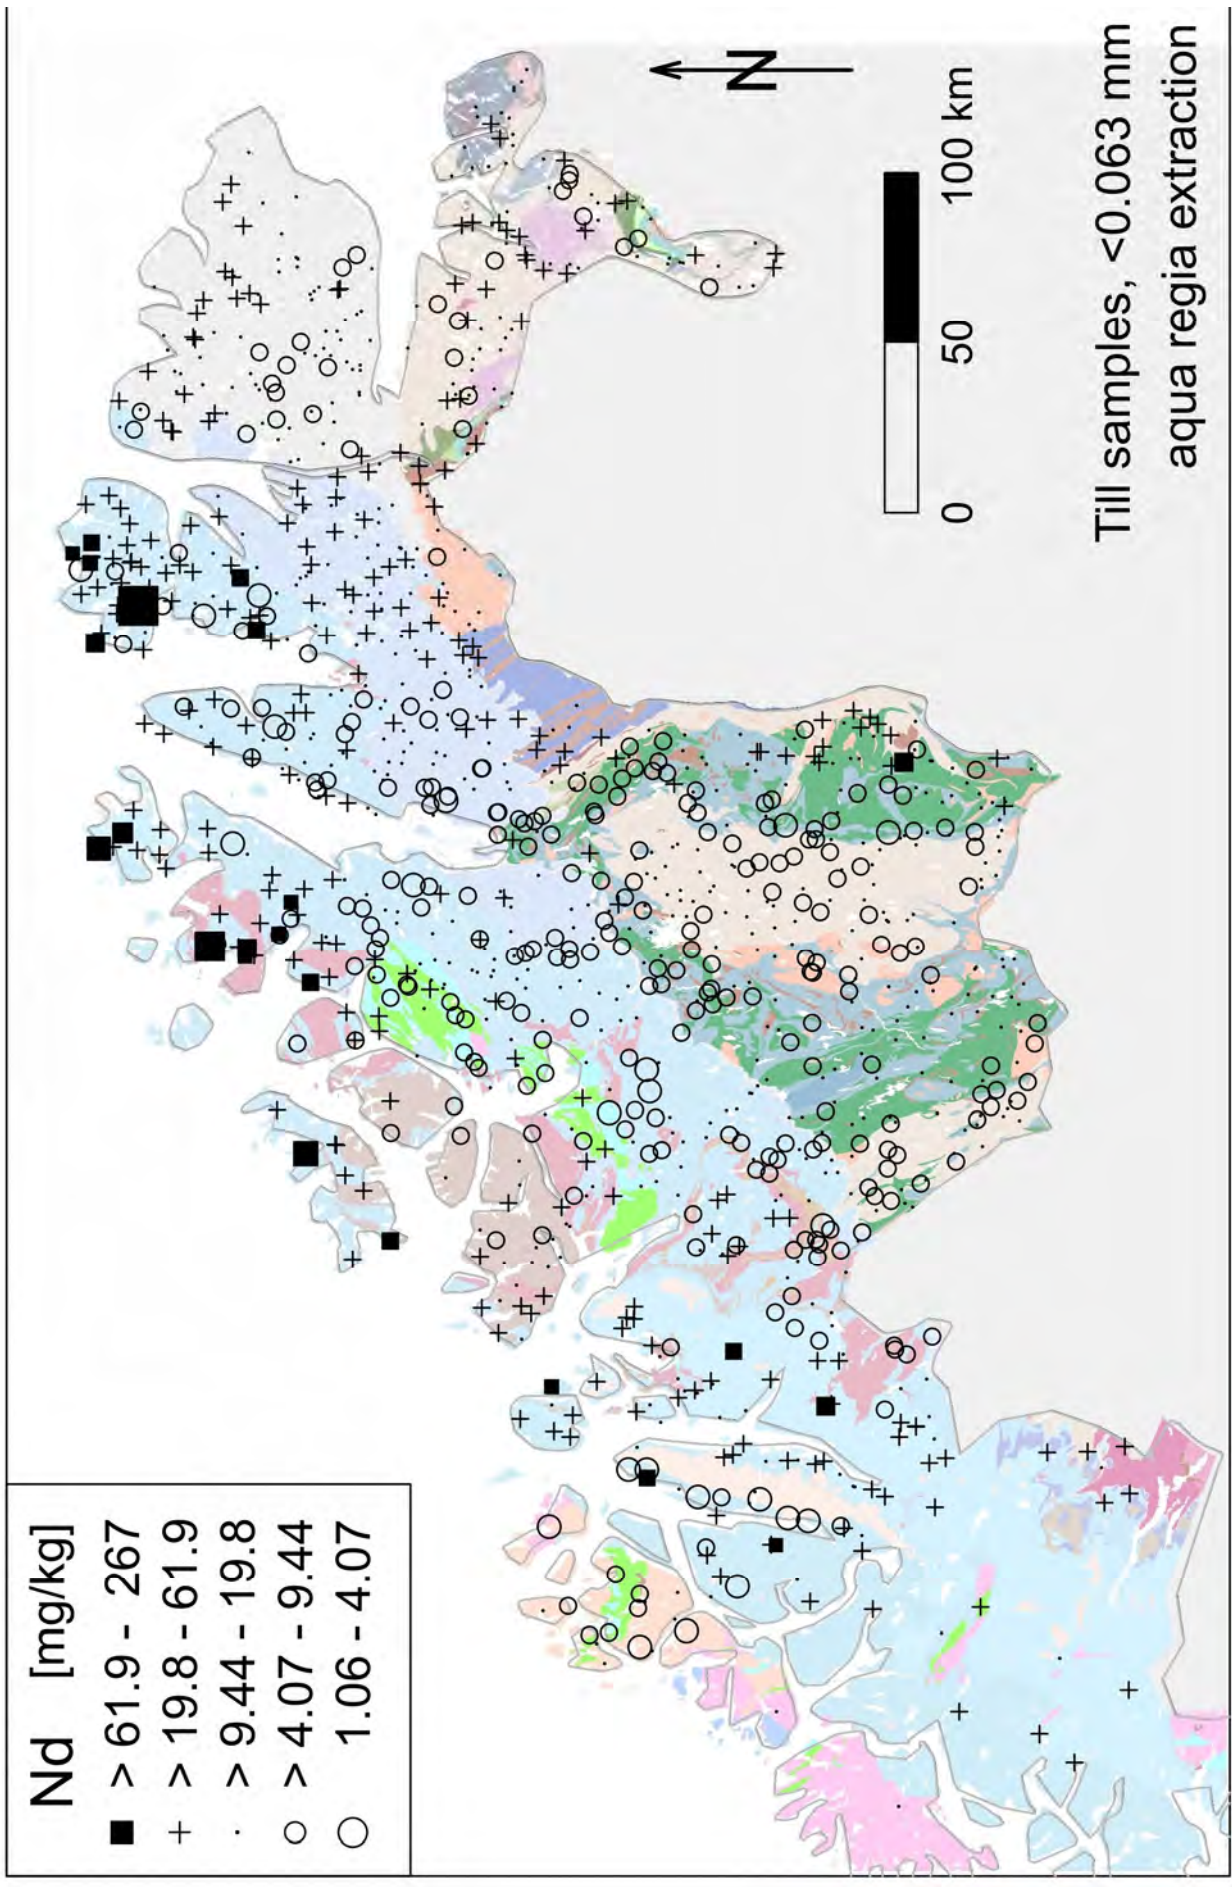 Nd [mg/kg]
> 61.9 - 267
> 19.8 - 61.9
> 9.44 - 19.8
> 4.07 - 9.44
1.06 - 4.07
N
0 50 100 km
Till samples, <0.063 mm
aqua regia extraction